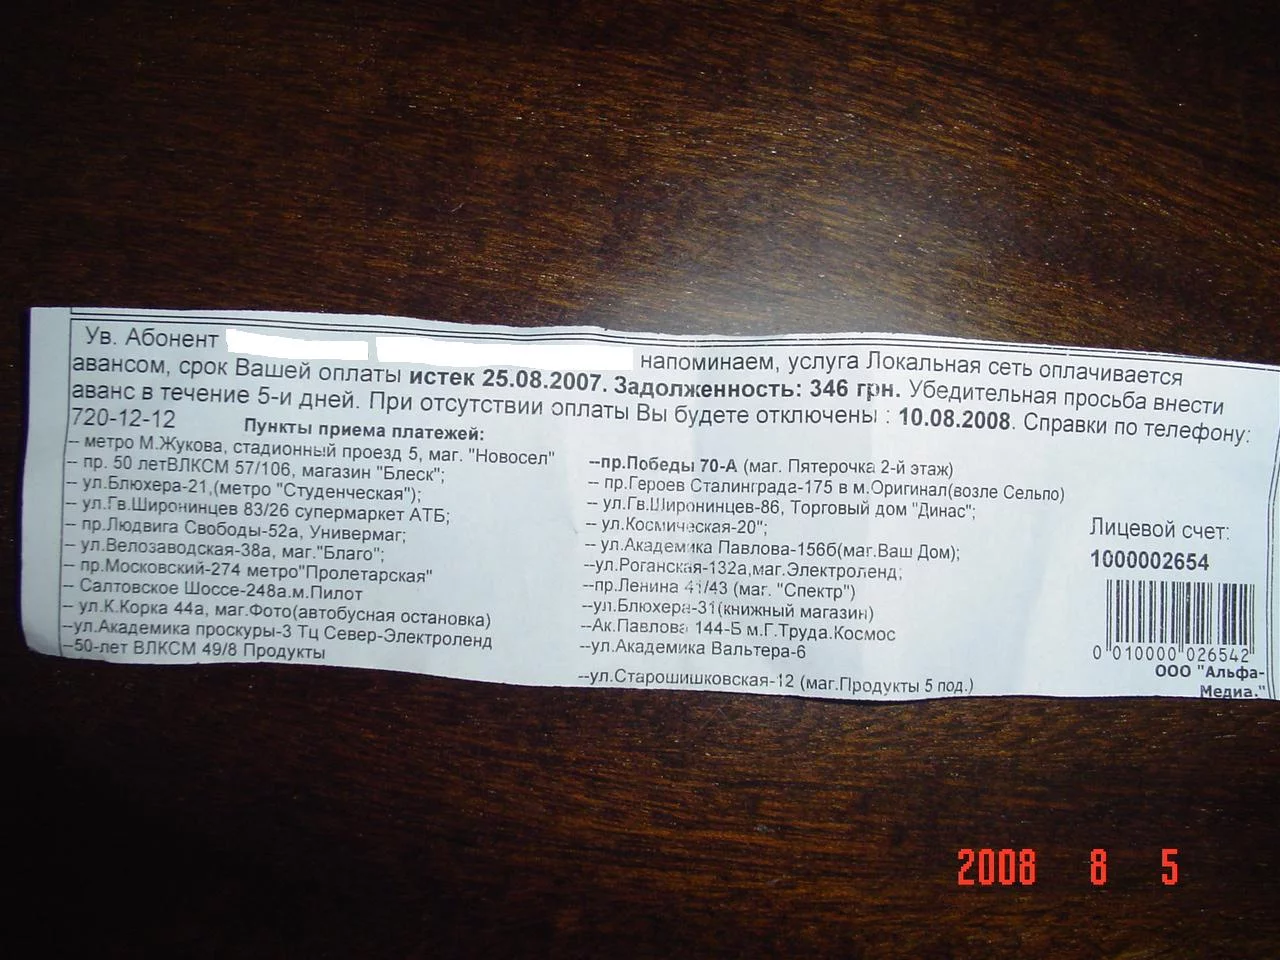 Ув. Абонент напоминаем, услуга Локальная сеть оплачивается
авансом, срок Вашей оплаты истек 25.08.2007. Задолженность: 346 грн. Убедительная просьба внести
аванс в течение 5-и дней. При отсутствии оплаты Вы будете отключены : 10.08.2008. Справки по телефону:
720-12-12
Пункты приема платежей:
-- метро М.Жукова, стадионный проезд 5, маг. "Новосел"
-- пр. 50 летВЛКСМ 57/106, магазин "Блеск";
-- ул.Блюхера-21,(метро "Студенческая");
-- ул.Гв.Широнинцев 83/26 супермаркет АТБ;
-- пр.Людвига Свободы-52а, Универмаг;
-- ул.Велозаводская-38а, маг."Благо";
-- пр.Московский-274 метро"Пролетарская"
-- Салтовское Шоссе-248а.м.Пилот
-- ул.К.Корка 44а, маг.Фото(автобусная остановка)
--ул.Академика проскуры-3 Тц Север-Электроленд
--50-лет ВЛКСМ 49/8 Продукты
--пр.Победы 70-А (маг. Пятерочка 2-й этаж)
-- пр.Героев Сталинграда-175 в м.Оригинал(возле Сельпо)
-- ул.Гв.Широнинцев-86, Торговый дом "Динас";
-- ул.Космическая-20";
-- ул.Академика Павлова-156б(маг.Ваш Дом);
--ул.Роганская-132а,маг.Электроленд;
--пр.Ленина 41/43 (маг. "Спектр")
--ул.Блюхера-31(книжный магазин)
--Ак.Павлова 144-Б м.Г.Труда.Космос
--ул.Академика Вальтера-6
--ул.Старошишковская-12 (маг.Продукты 5 под.)
Лицевой счет:
1000002654
0 010000 026542
ООО "Альфа-
Медиа."
2008 8 5